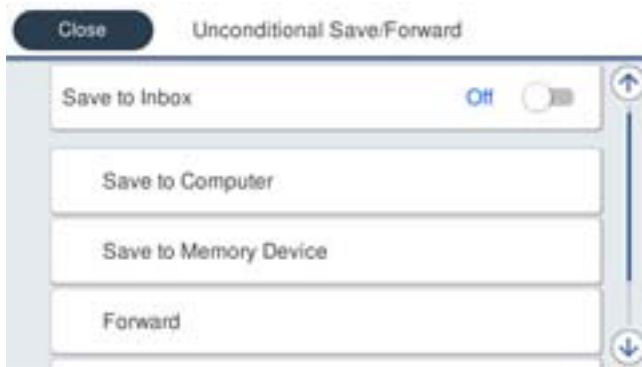 Close Unconditional Save/Forward
Save to Inbox Off
Save to Computer
Save to Memory Device
Forward